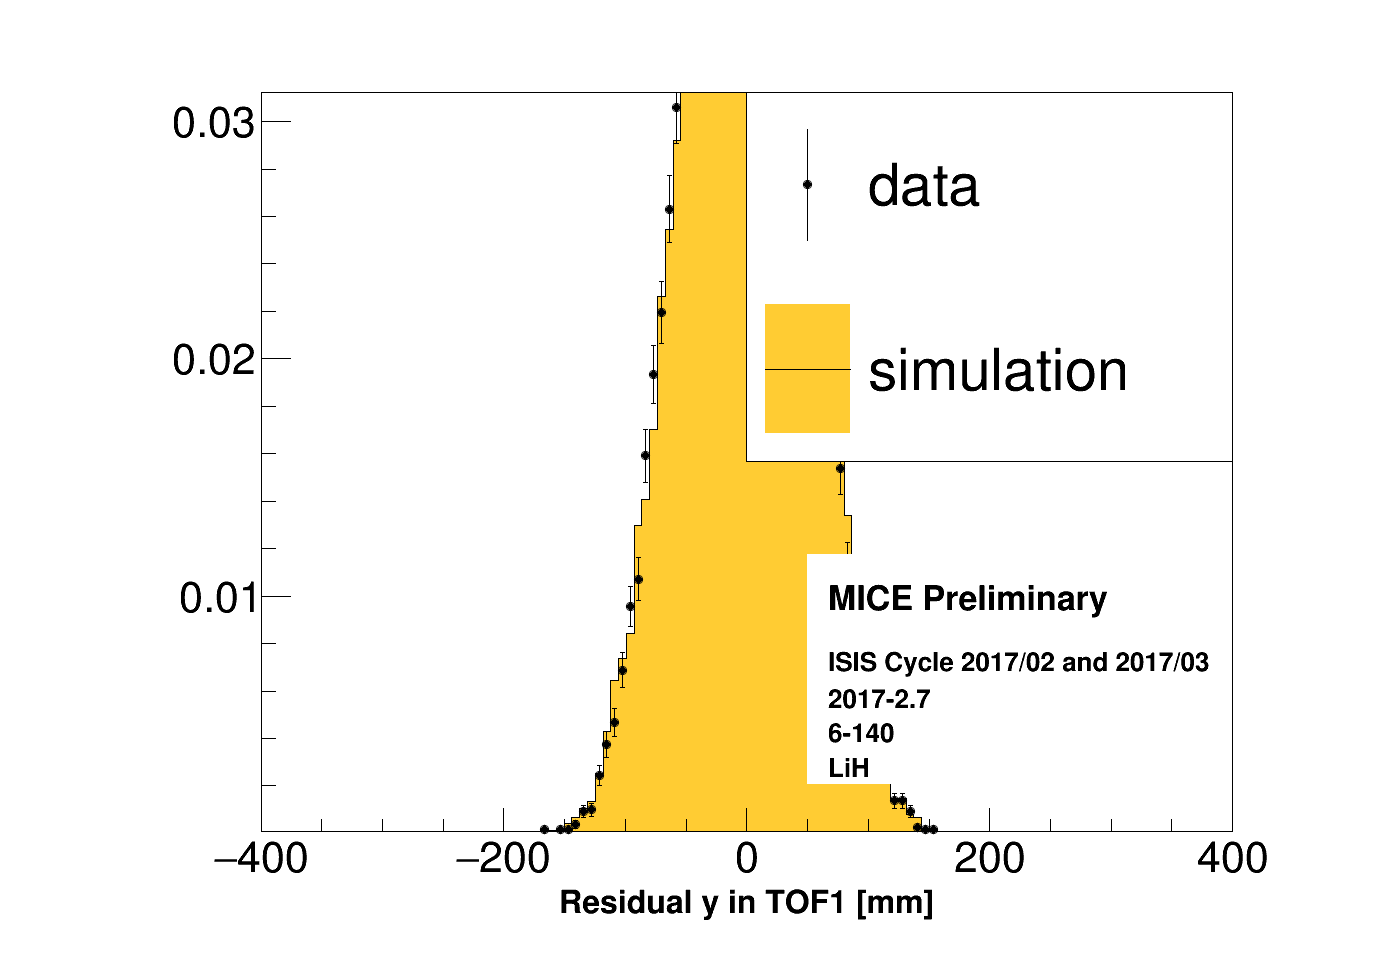 0.03
data
0.02
simulation
0.01
MICE Preliminary
ISIS Cycle 2017/02 and 2017/03
2017-2.7
6-140
LiH
−400 −200 0 200 400
Residual y in TOF1 [mm]